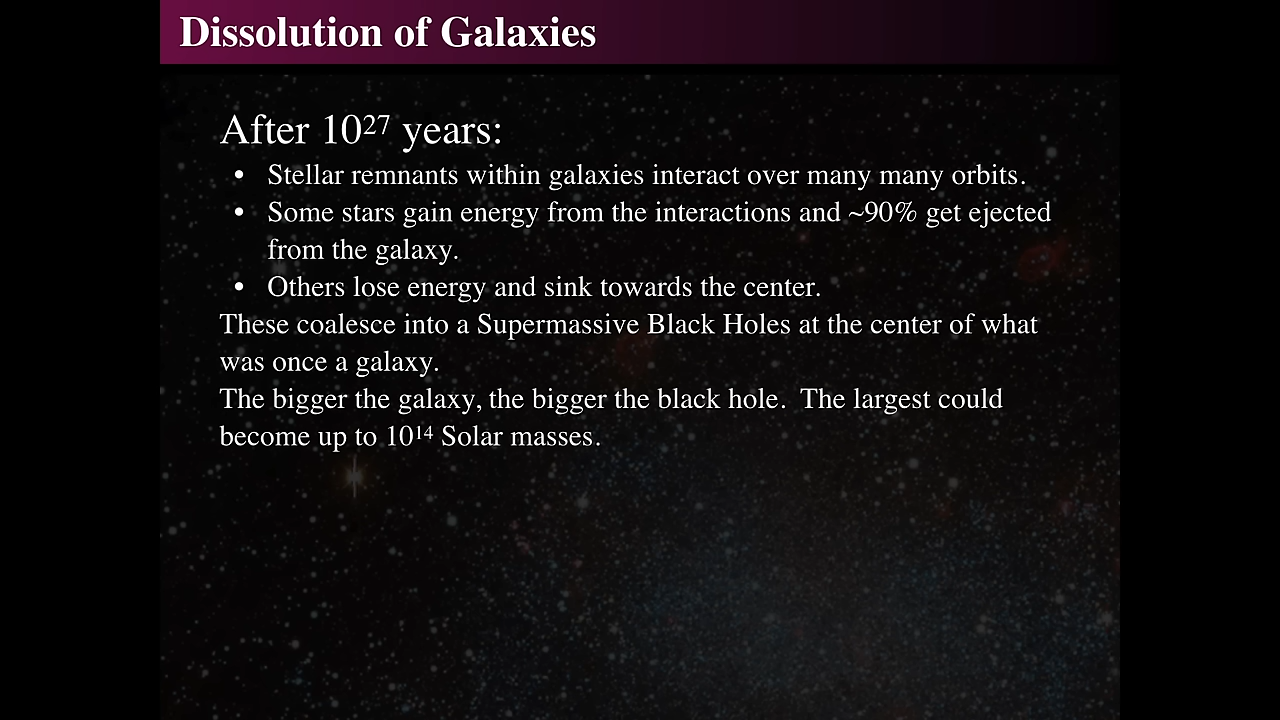 Dissolution of Galaxies
After 10²⁷ years:
• Stellar remnants within galaxies interact over many many orbits.
• Some stars gain energy from the interactions and ~90% get ejected
from the galaxy.
• Others lose energy and sink towards the center.
These coalesce into a Supermassive Black Holes at the center of what
was once a galaxy.
The bigger the galaxy, the bigger the black hole.  The largest could
become up to 10¹⁴ Solar masses.